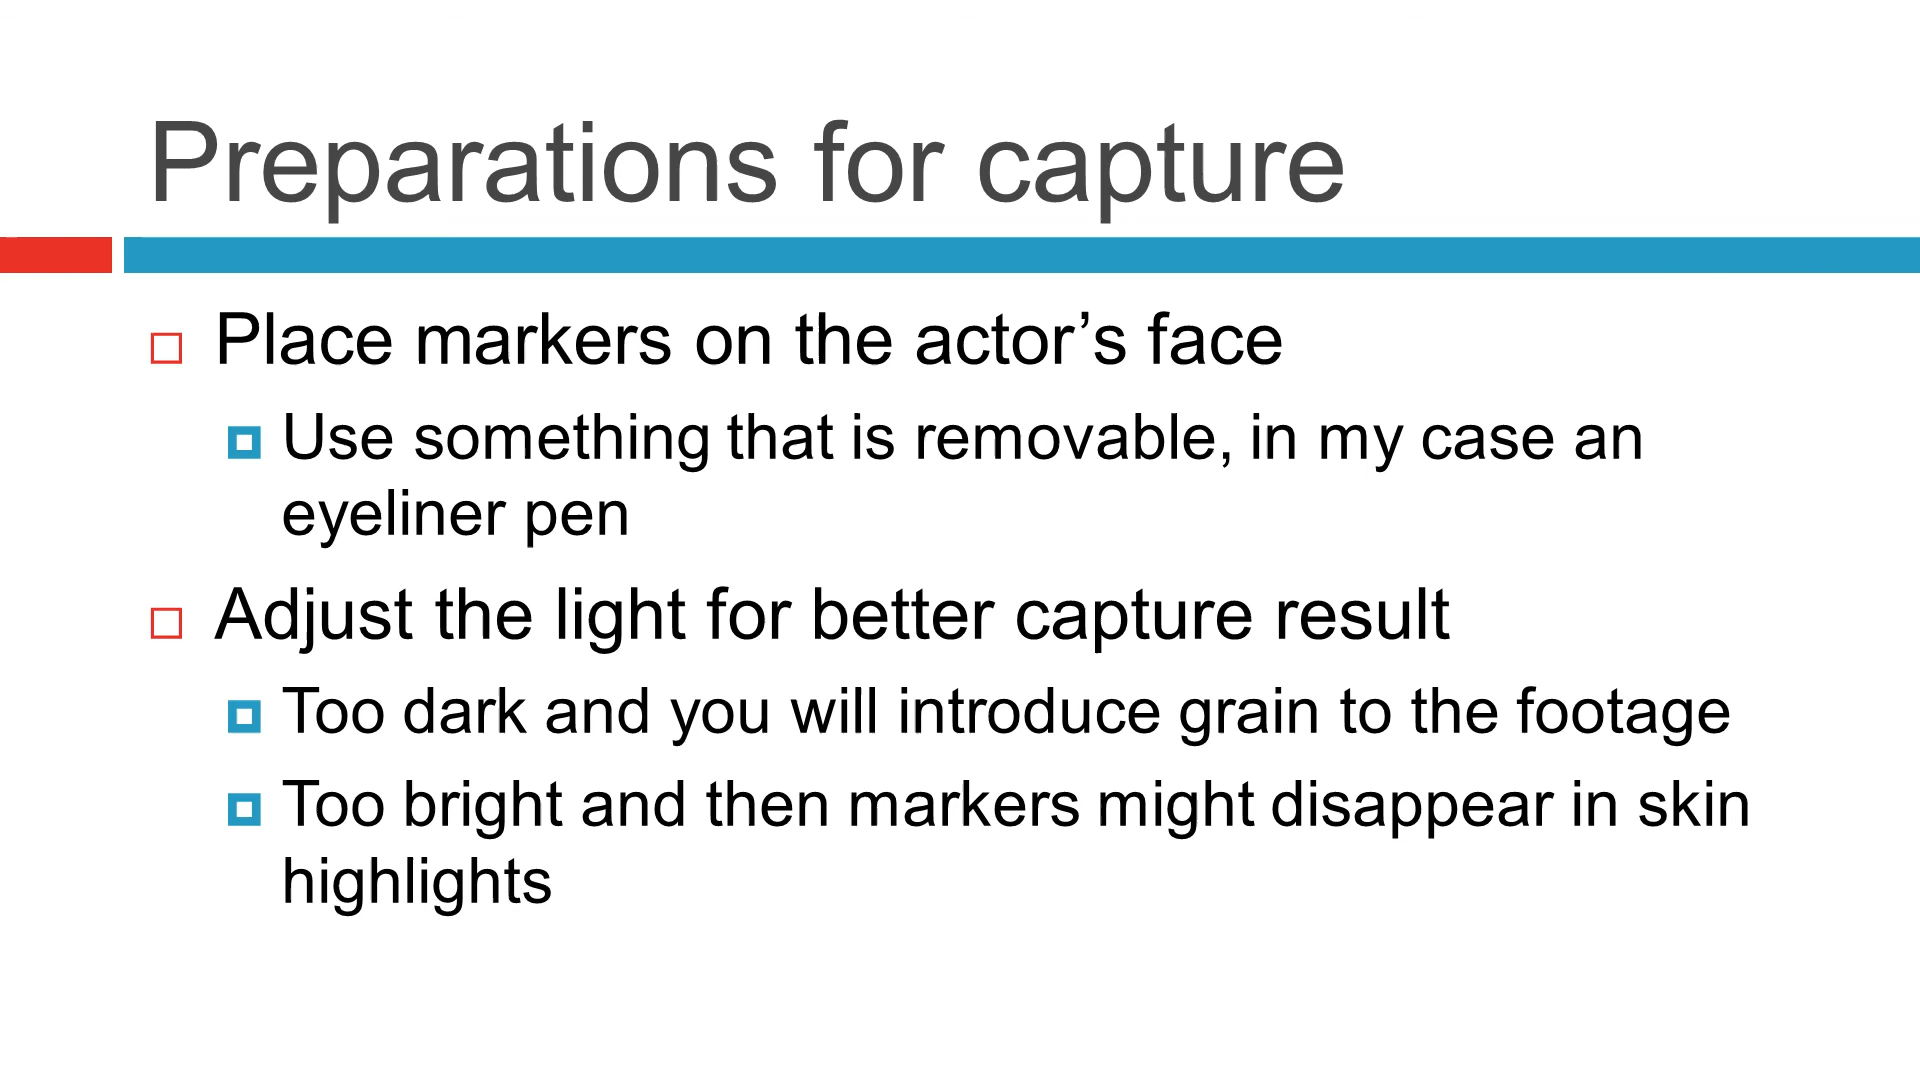 Preparations for capture
Place markers on the actor’s face
Use something that is removable, in my case an
eyeliner pen
Adjust the light for better capture result
Too dark and you will introduce grain to the footage
Too bright and then markers might disappear in skin
highlights